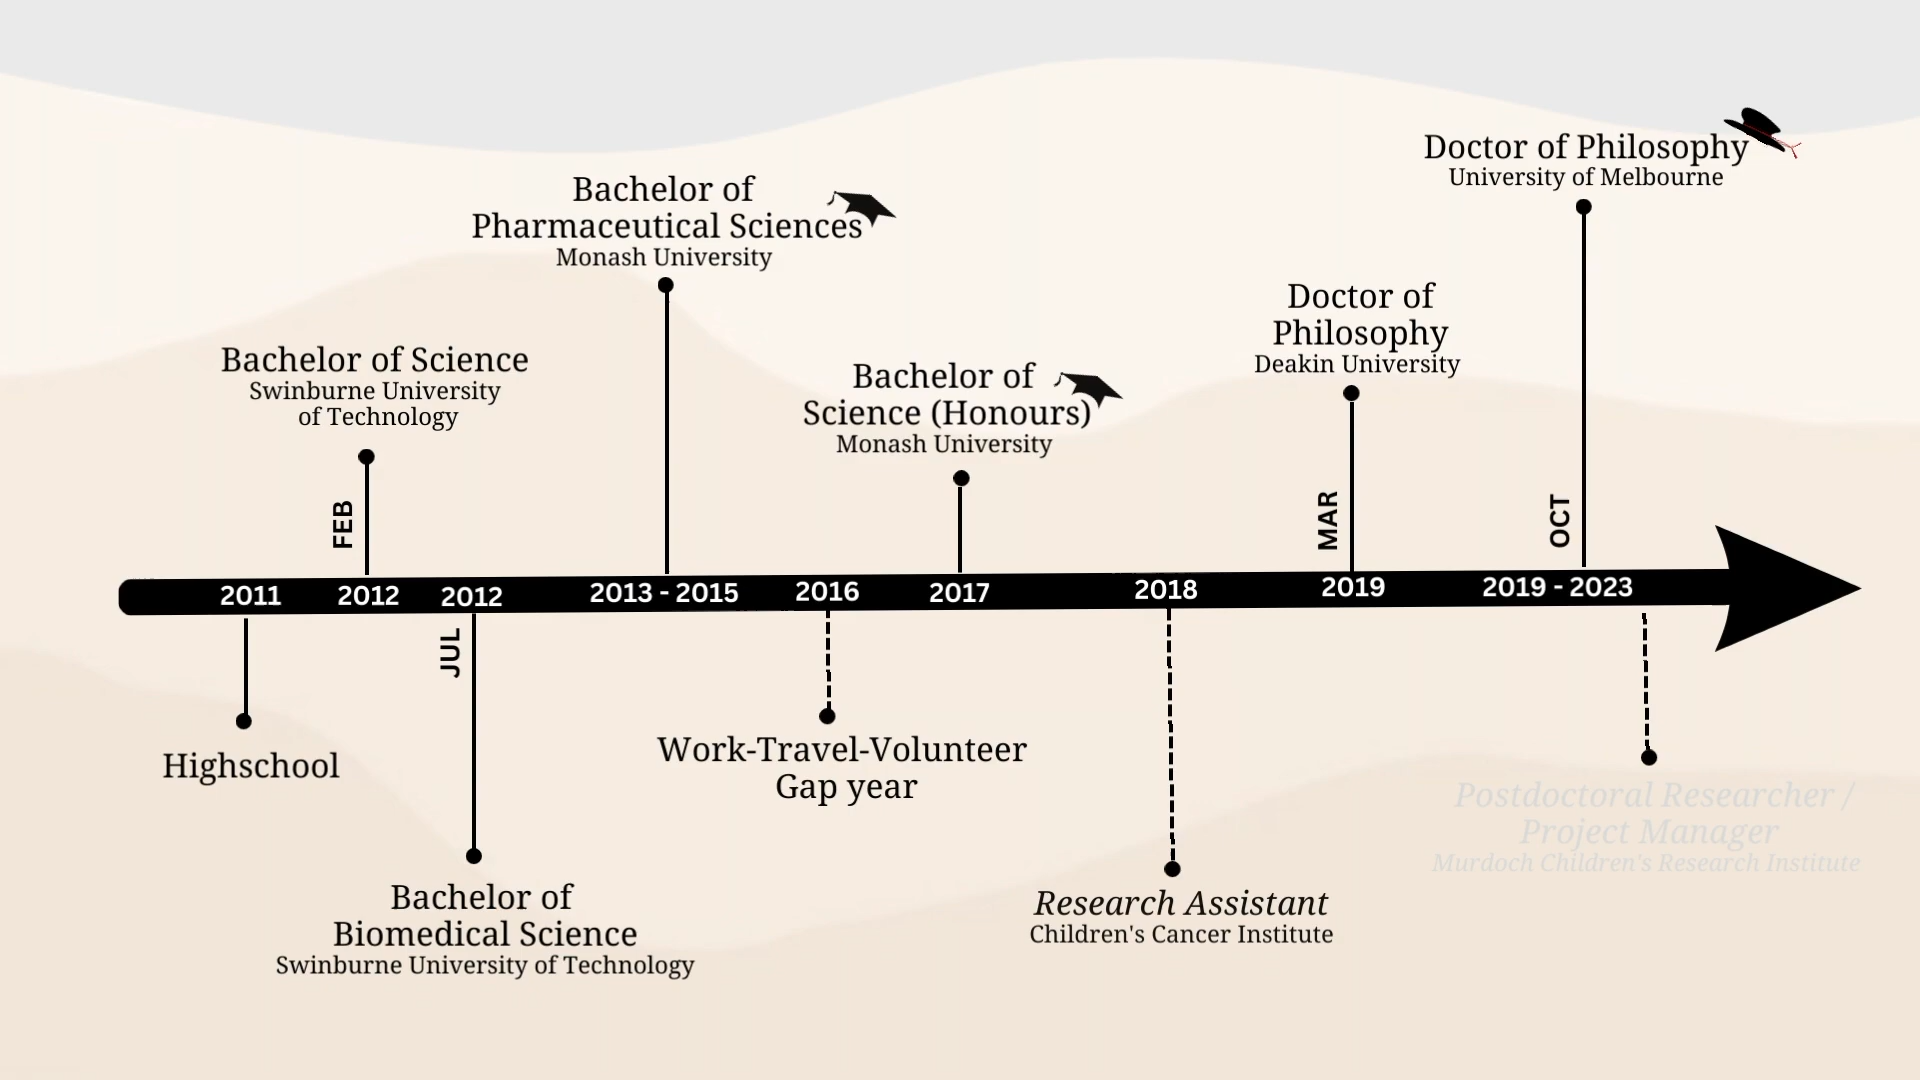 Doctor of Philosophy
University of Melbourne
Bachelor of
Pharmaceutical Sciences
Monash University
Doctor of
Philosophy
Deakin University
Bachelor of Science
Swinburne University
of Technology
Bachelor of
Science (Honours)
Monash University
FEB
MAR
OCT
2011
2012
2012
2013 - 2015
2016
2017
2018
2019
2019 - 2023
JUL
Highschool
Work-Travel-Volunteer
Gap year
Postdoctoral Researcher /
Project Manager
Murdoch Children's Research Institute
Bachelor of
Biomedical Science
Swinburne University of Technology
Research Assistant
Children's Cancer Institute